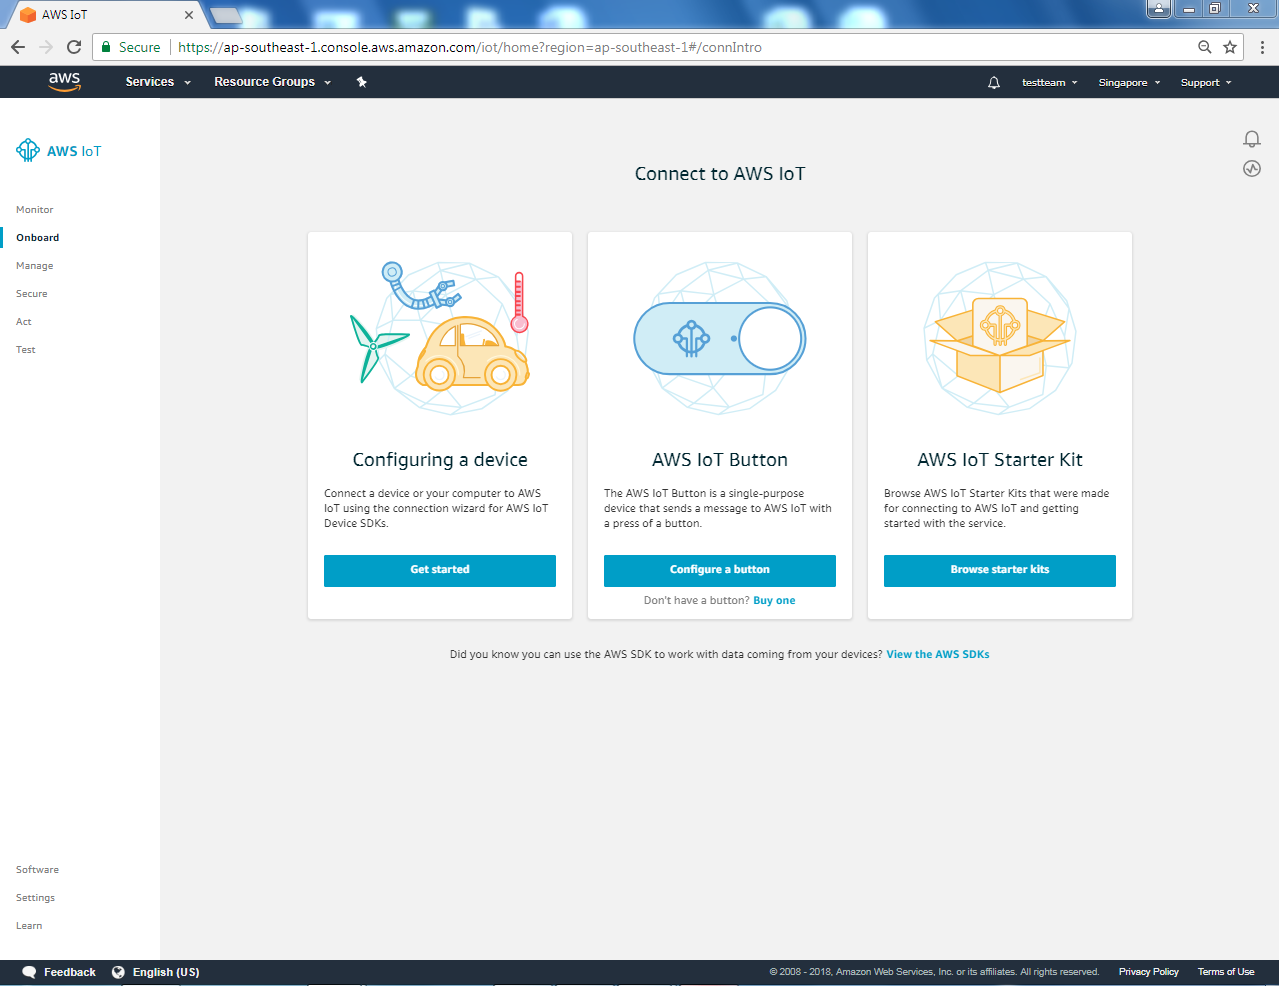 AWS IoT
Secure https://ap-southeast-1.console.aws.amazon.com/iot/home?region=ap-southeast-1#/connIntro
aws Services Resource Groups testteam Singapore Support
AWS IoT
Monitor
Onboard
Manage
Secure
Act
Test
Software
Settings
Learn
Connect to AWS IoT
Configuring a device
Connect a device or your computer to AWS
IoT using the connection wizard for AWS IoT
Device SDKs.
Get started
AWS IoT Button
The AWS IoT Button is a single-purpose
device that sends a message to AWS IoT with
a press of a button.
Configure a button
Don't have a button? Buy one
AWS IoT Starter Kit
Browse AWS IoT Starter Kits that were made
for connecting to AWS IoT and getting
started with the service.
Browse starter kits
Did you know you can use the AWS SDK to work with data coming from your devices? View the AWS SDKs
Feedback English (US) © 2008 - 2018, Amazon Web Services, Inc. or its affiliates. All rights reserved. Privacy Policy Terms of Use